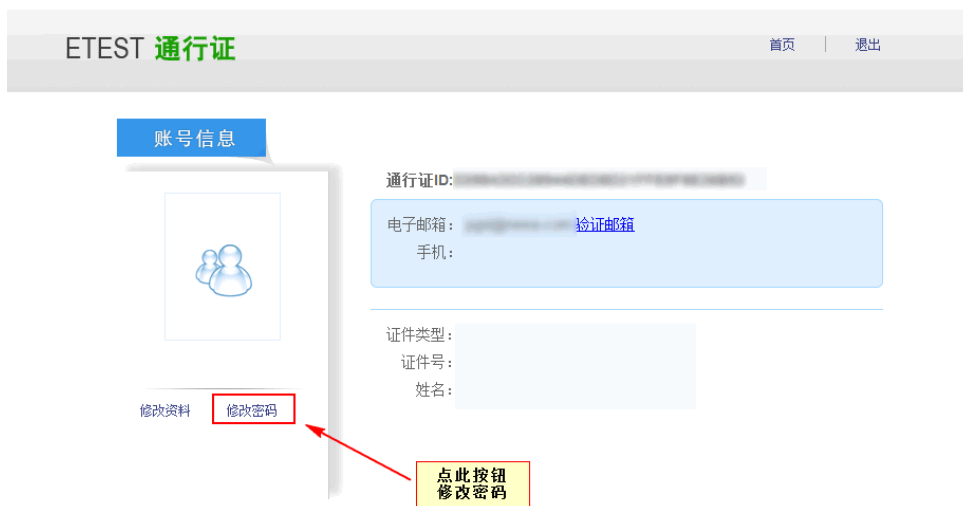 ETEST 通行证
首页 | 退出
账号信息
通行证ID:
电子邮箱： 验证邮箱
手机：
证件类型：
证件号：
姓名：
修改资料 修改密码
点此按钮
修改密码